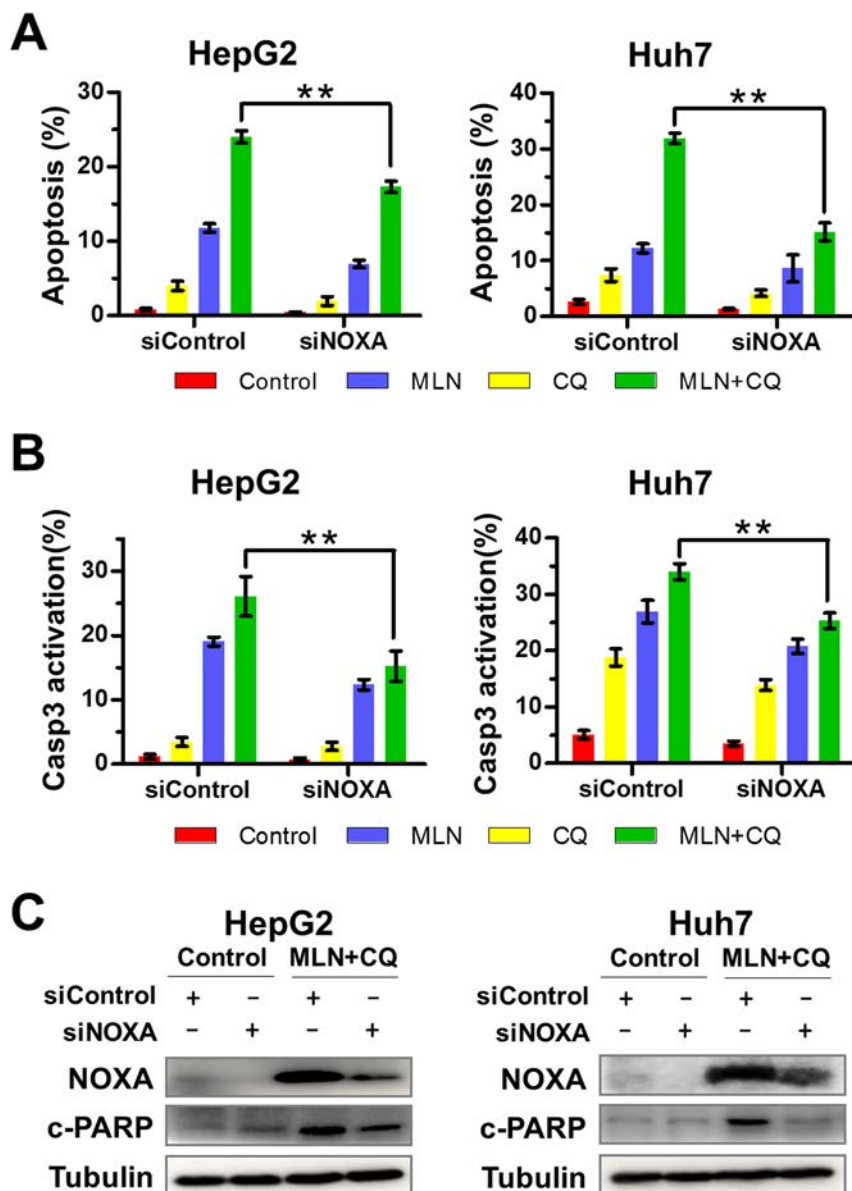 A
HepG2
Huh7
Apoptosis (%)
30
20
10
0
**
siControl
siNOXA
Apoptosis (%)
40
30
20
10
0
**
siControl
siNOXA
Control MLN CQ MLN+CQ
B
HepG2
Huh7
Casp3 activation(%)
30
20
10
0
**
siControl
siNOXA
Casp3 activation(%)
40
30
20
10
0
**
siControl
siNOXA
Control MLN CQ MLN+CQ
C
HepG2
Control MLN+CQ
siControl + − + −
siNOXA − + − +
NOXA
c-PARP
Tubulin
Huh7
Control MLN+CQ
siControl + − + −
siNOXA − + − +
NOXA
c-PARP
Tubulin